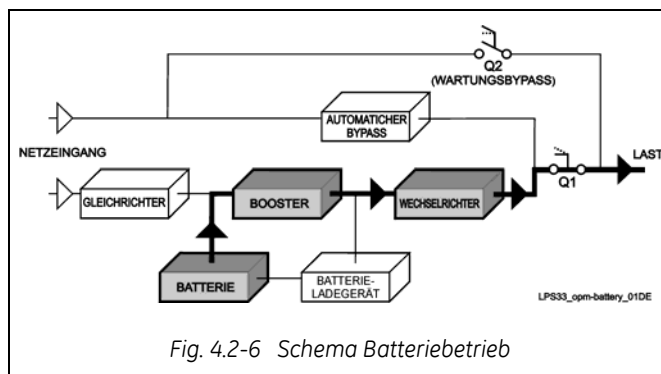 Q2
(WARTUNGSBYPASS)
AUTOMATICHER
BYPASS
NETZEINGANG
LAST
Q1
GLEICHRICHTER
BOOSTER
WECHSELRICHTER
BATTERIE
BATTERIE-
LADEGERÄT
LPS33_opm-battery_01DE
Fig. 4.2-6 Schema Batteriebetrieb